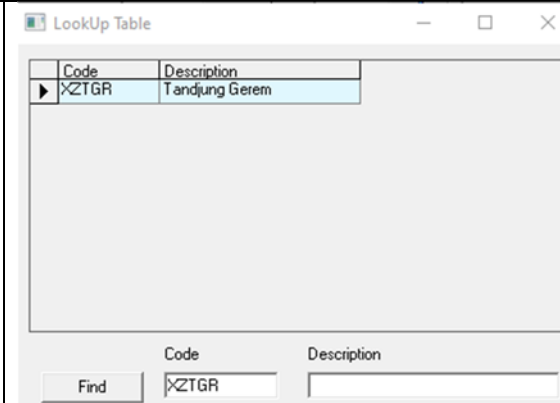 LookUp Table
Code Description
XZTGR Tandjung Gerem
Code Description
Find XZTGR